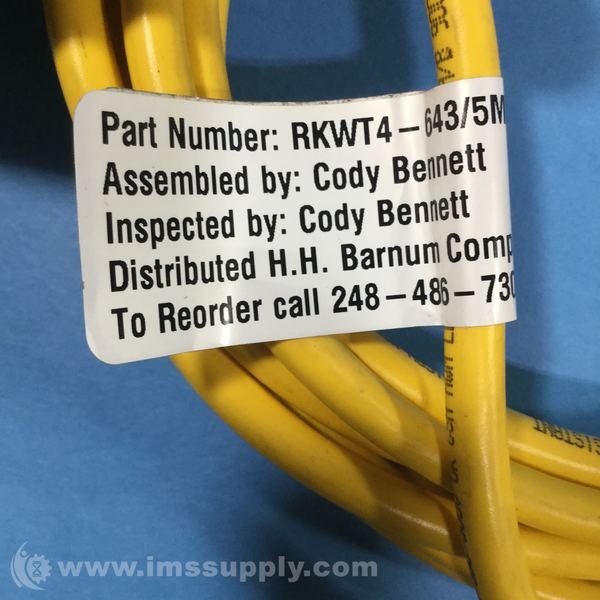 Part Number: RKWT4-643/5M
Assembled by: Cody Bennett
Inspected by: Cody Bennett
Distributed H.H. Barnum Comp
To Reorder call 248-486-730
www.imssupply.com